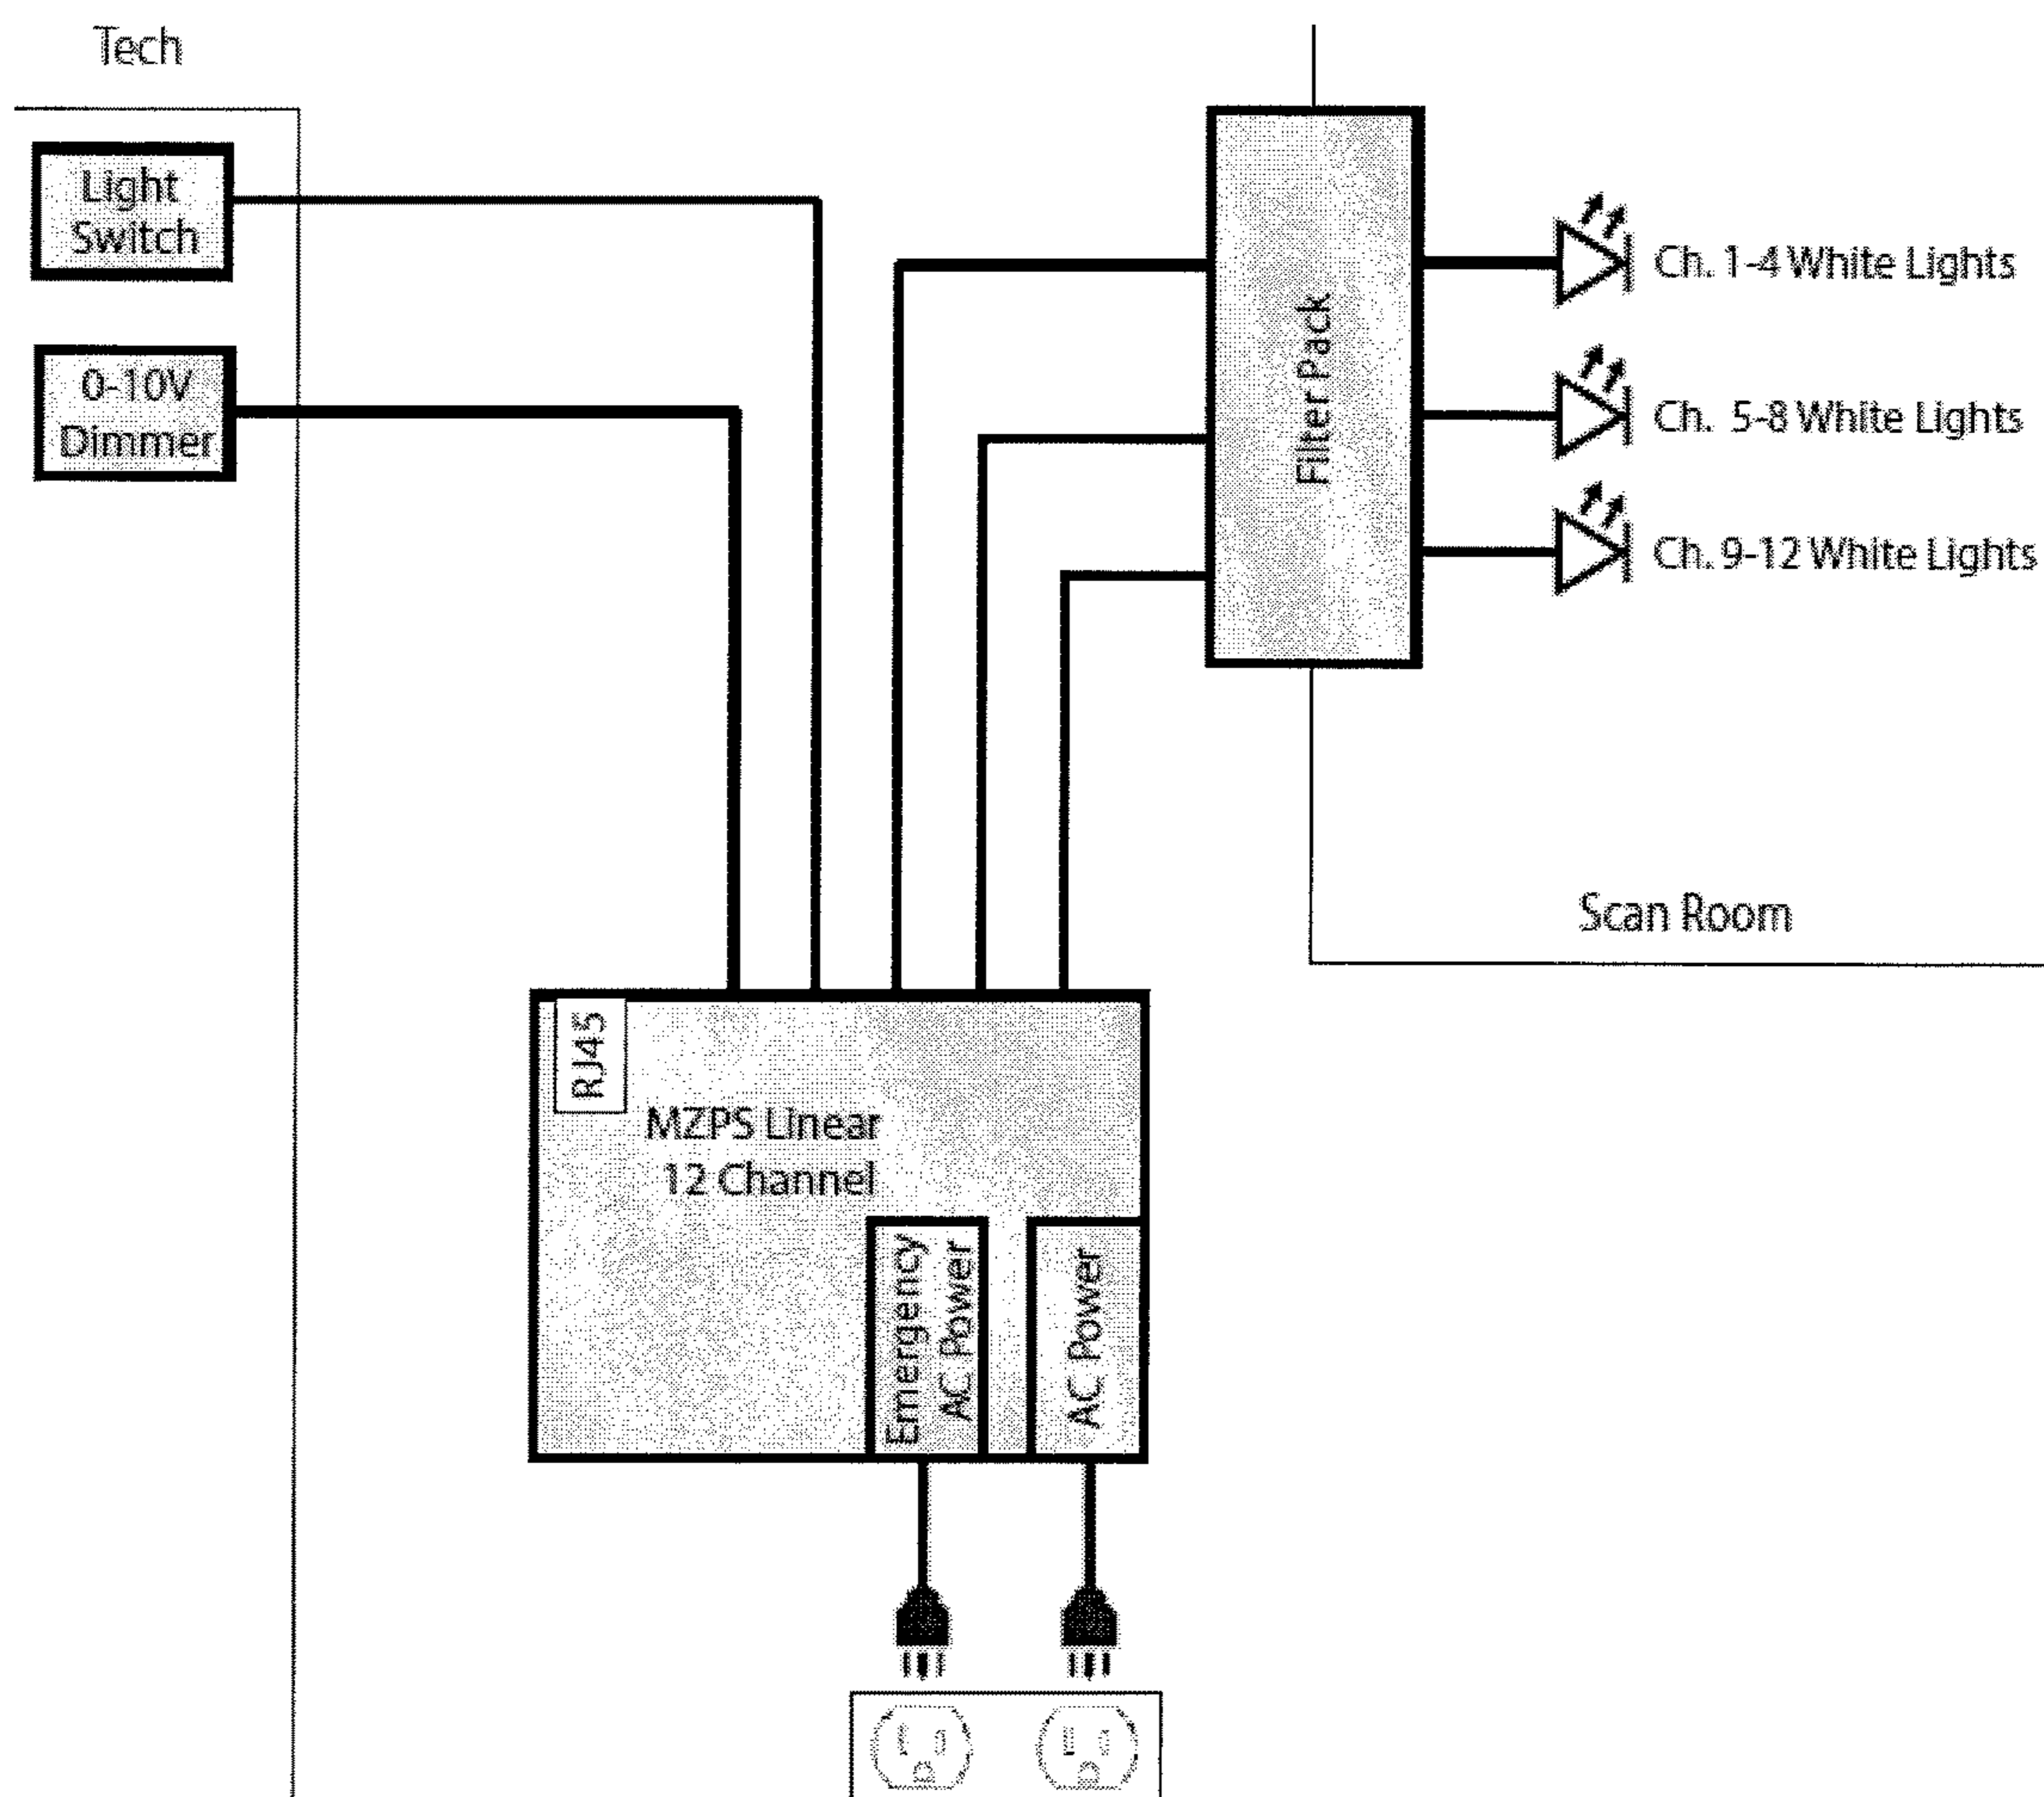 Tech
Light
Switch
0-10V
Dimmer
Filter Pack
Ch. 1-4 White Lights
Ch. 5-8 White Lights
Ch. 9-12 White Lights
Scan Room
RJ45
MZPS Linear
12 Channel
Emergency
AC Power
AC Power